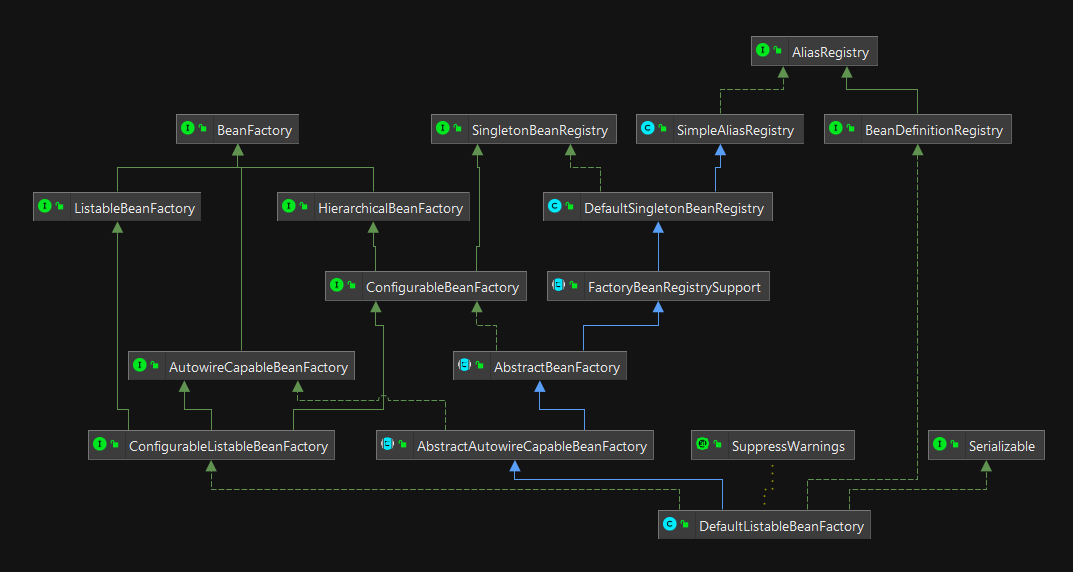 AliasRegistry
BeanFactory
SingletonBeanRegistry
SimpleAliasRegistry
BeanDefinitionRegistry
ListableBeanFactory
HierarchicalBeanFactory
DefaultSingletonBeanRegistry
ConfigurableBeanFactory
FactoryBeanRegistrySupport
AutowireCapableBeanFactory
AbstractBeanFactory
ConfigurableListableBeanFactory
AbstractAutowireCapableBeanFactory
SuppressWarnings
Serializable
DefaultListableBeanFactory